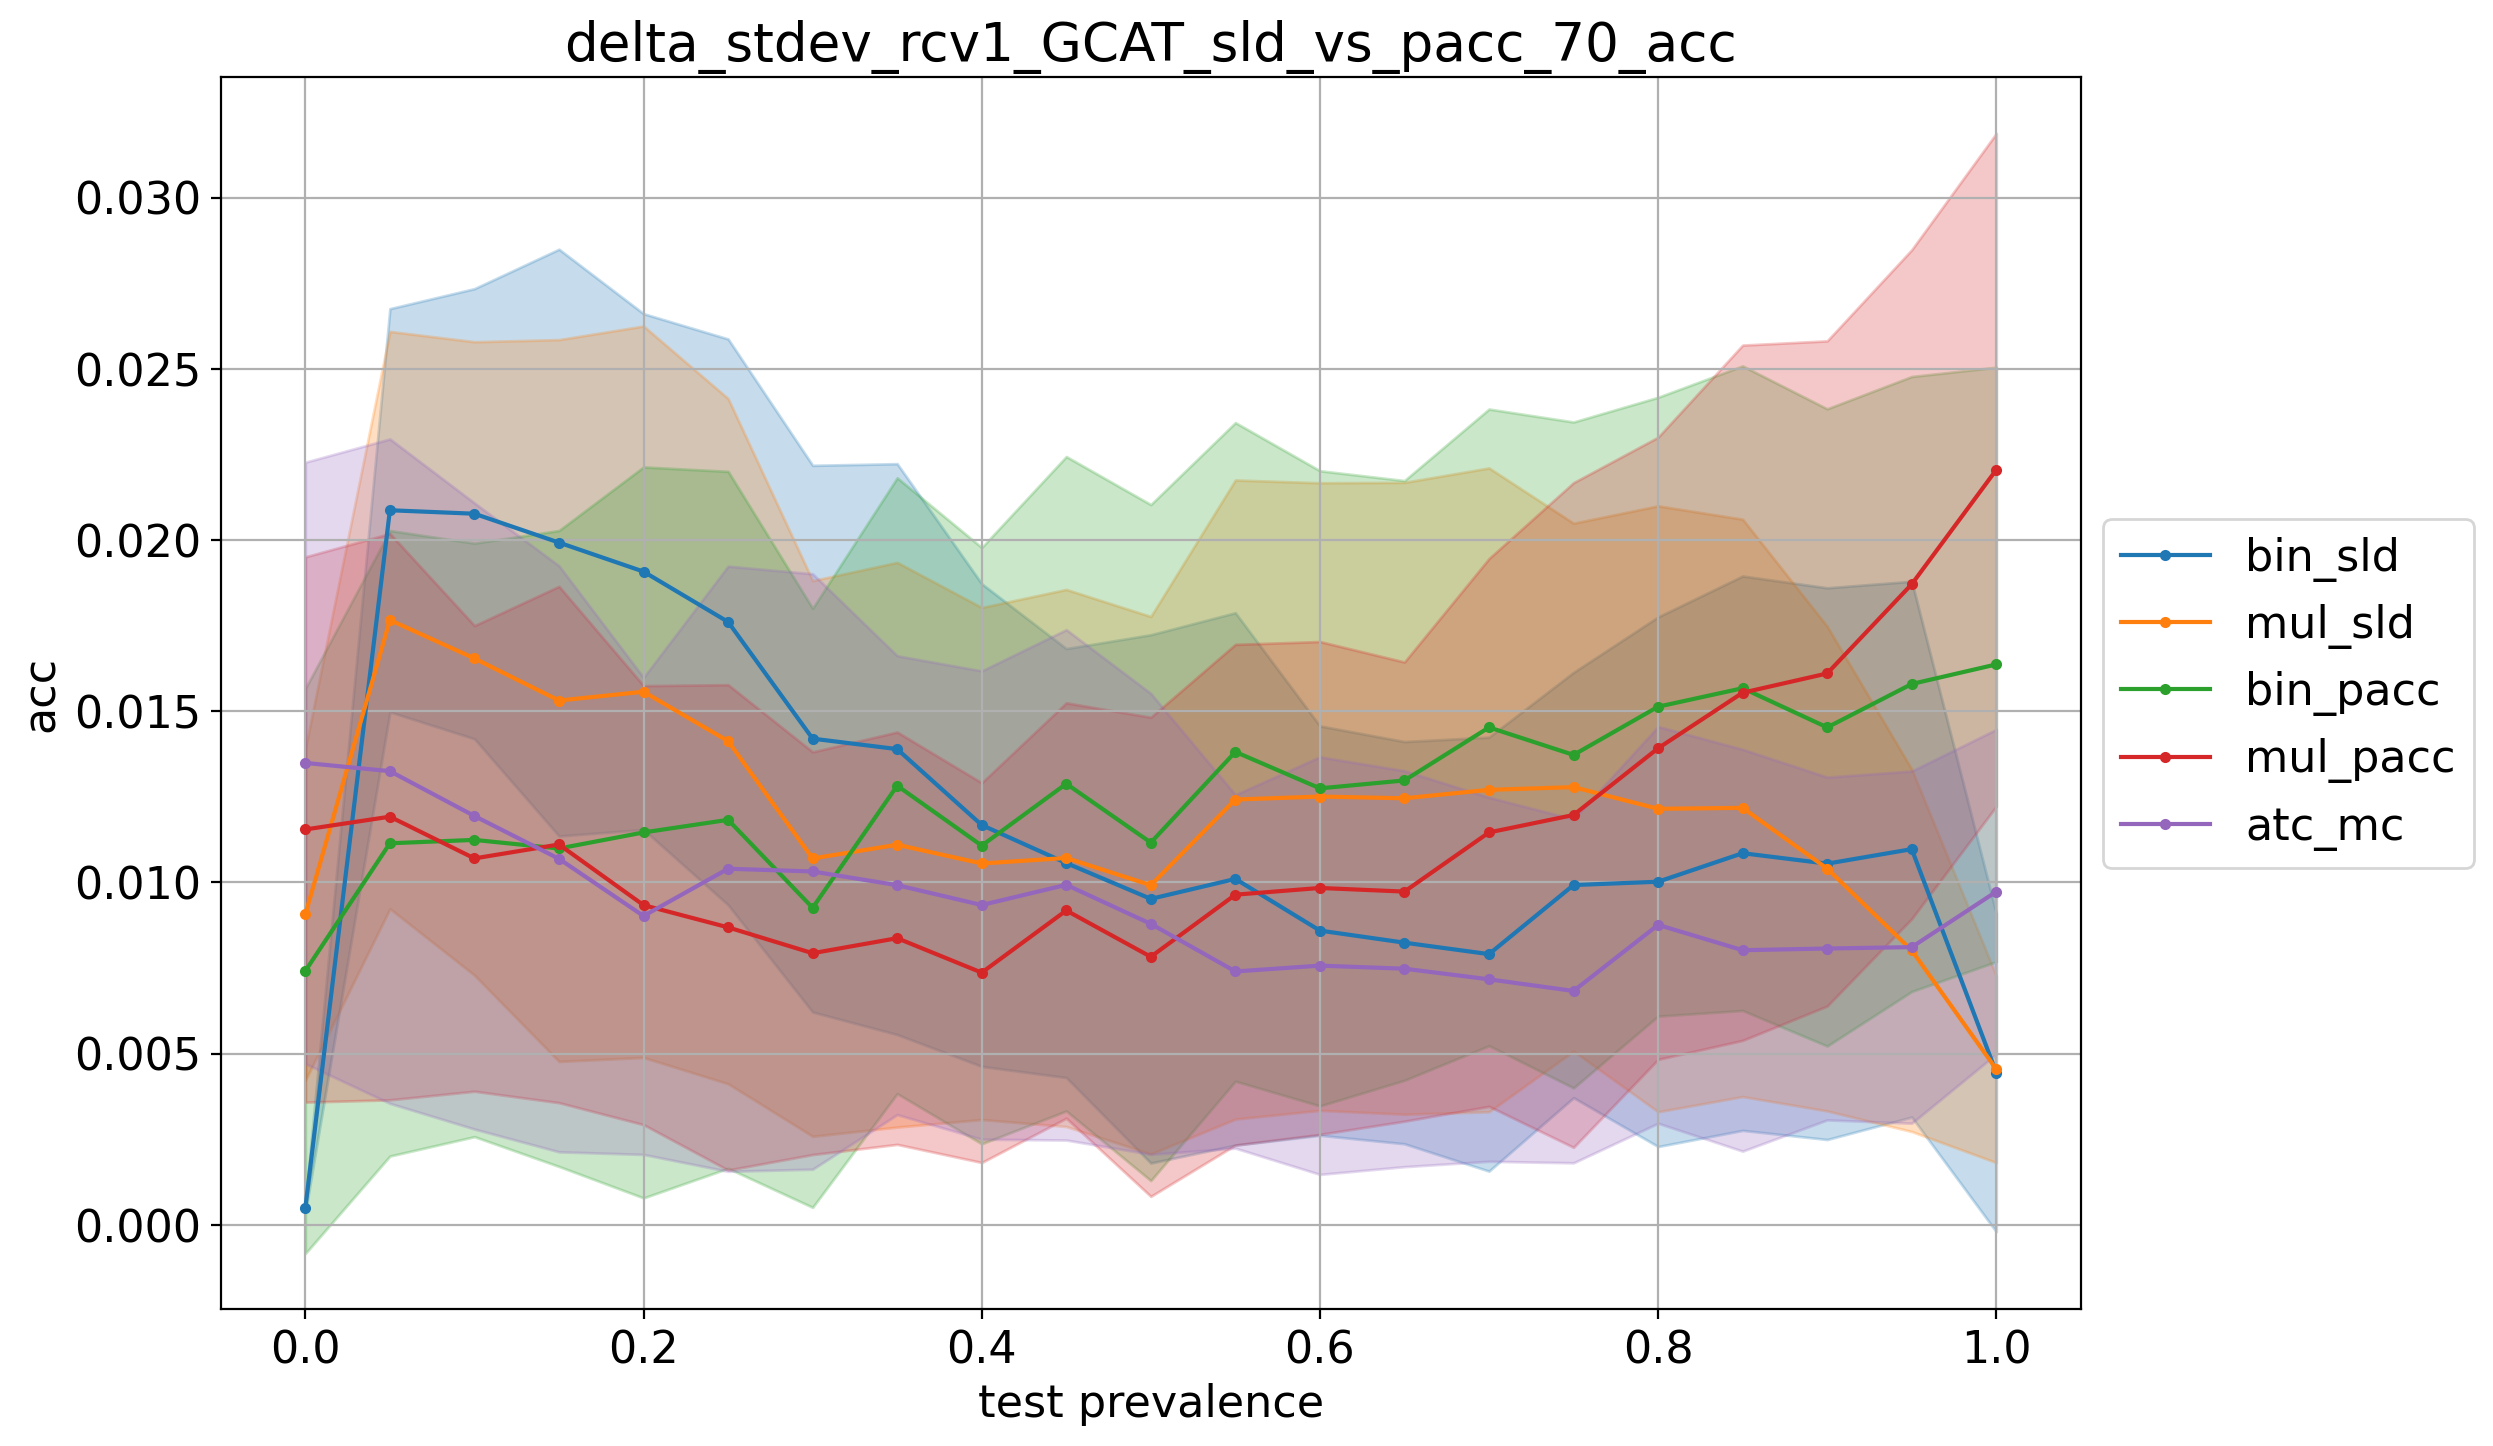 delta_stdev_rcv1_GCAT_sld_vs_pacc_70_acc
0.030
0.025
0.020
0.015
0.010
0.005
0.000
acc
0.0 0.2 0.4 0.6 0.8 1.0
test prevalence
bin_sld
mul_sld
bin_pacc
mul_pacc
atc_mc